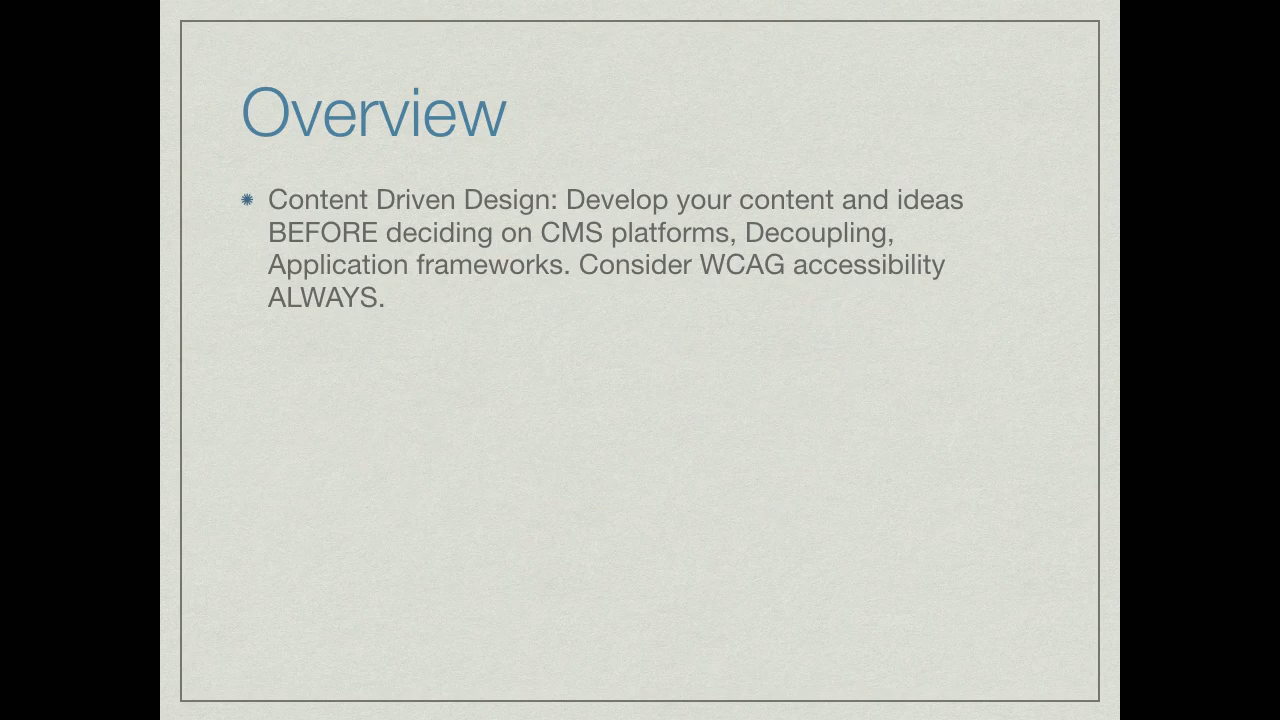 Overview
Content Driven Design: Develop your content and ideas
BEFORE deciding on CMS platforms, Decoupling,
Application frameworks. Consider WCAG accessibility
ALWAYS.